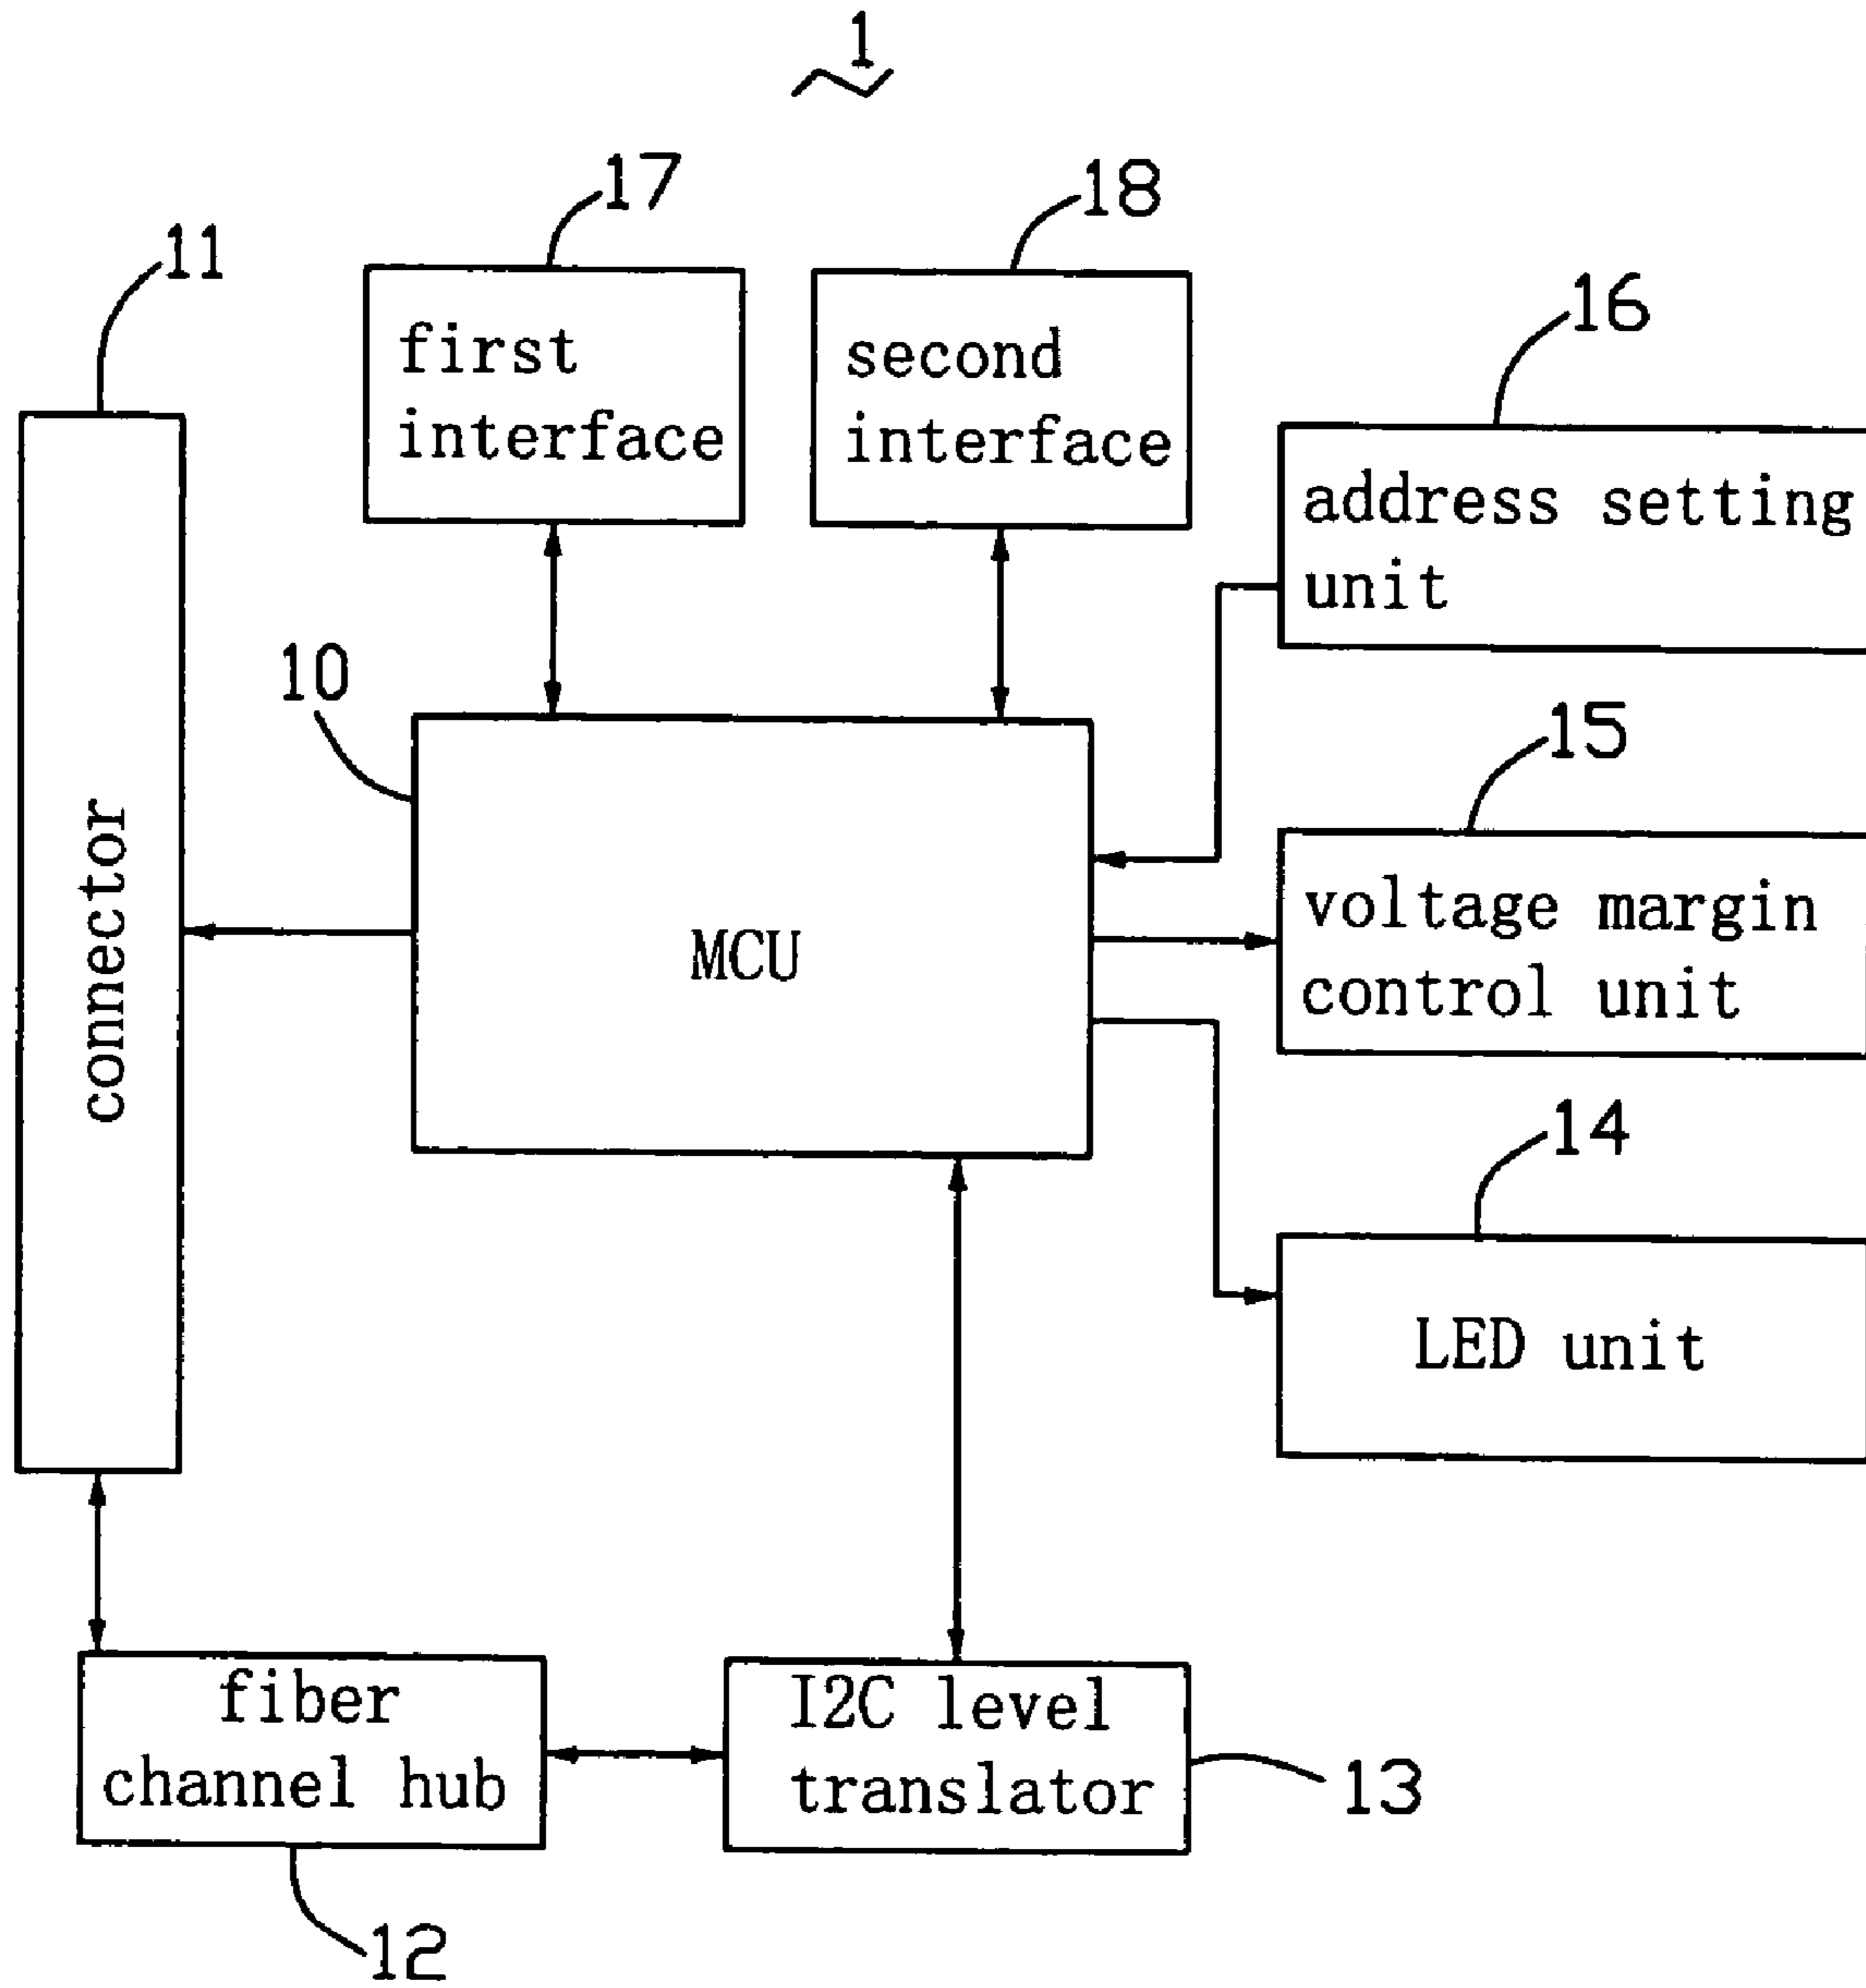 1
17
18
11
16
first
interface
second
interface
address setting
unit
10
15
connector
MCU
voltage margin
control unit
14
LED unit
fiber
channel hub
I2C level
translator
13
12